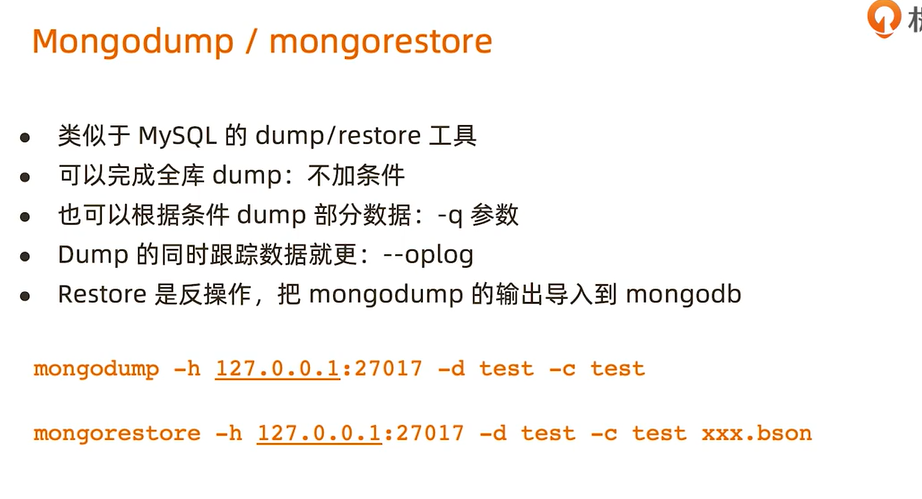 Mongodump / mongorestore
类似于 MySQL 的 dump/restore 工具
可以完成全库 dump：不加条件
也可以根据条件 dump 部分数据：-q 参数
Dump 的同时跟踪数据就更：--oplog
Restore 是反操作，把 mongodump 的输出导入到 mongodb
mongodump -h 127.0.0.1:27017 -d test -c test
mongorestore -h 127.0.0.1:27017 -d test -c test xxx.bson